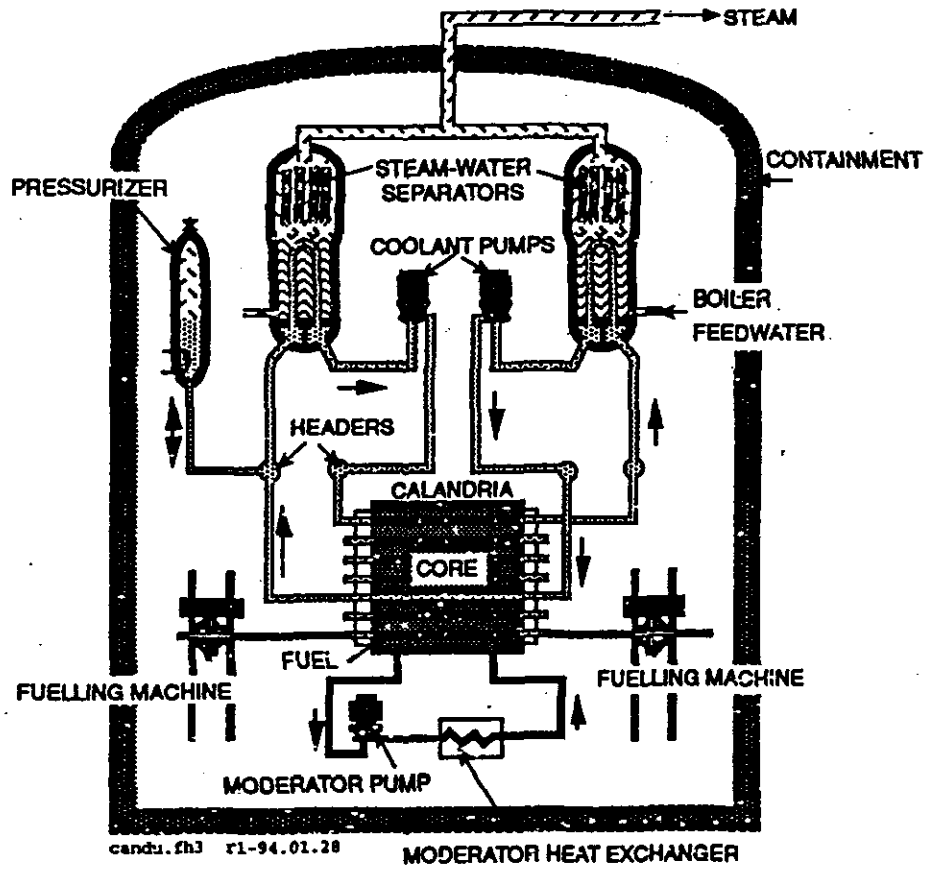 STEAM
CONTAINMENT
PRESSURIZER
STEAM-WATER
SEPARATORS
COOLANT PUMPS
BOILER
FEEDWATER
HEADERS
CALANDRIA
CORE
FUEL
FUELLING MACHINE
FUELLING MACHINE
MODERATOR PUMP
candu.fh3 r1-94.01.28
MODERATOR HEAT EXCHANGER